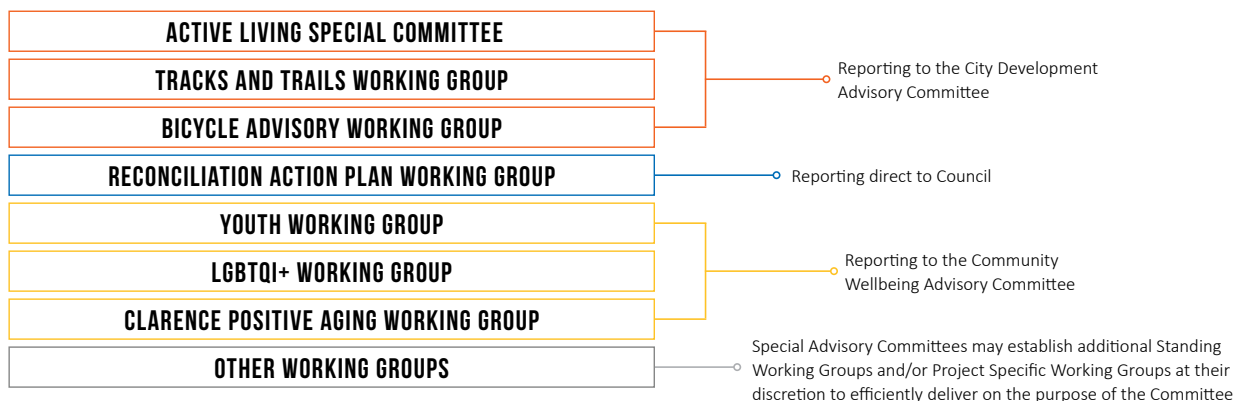 ACTIVE LIVING SPECIAL COMMITTEE
TRACKS AND TRAILS WORKING GROUP
BICYCLE ADVISORY WORKING GROUP
Reporting to the City Development
Advisory Committee
RECONCILIATION ACTION PLAN WORKING GROUP
Reporting direct to Council
YOUTH WORKING GROUP
LGBTQI+ WORKING GROUP
CLARENCE POSITIVE AGING WORKING GROUP
Reporting to the Community
Wellbeing Advisory Committee
OTHER WORKING GROUPS
Special Advisory Committees may establish additional Standing
Working Groups and/or Project Specific Working Groups at their
discretion to efficiently deliver on the purpose of the Committee